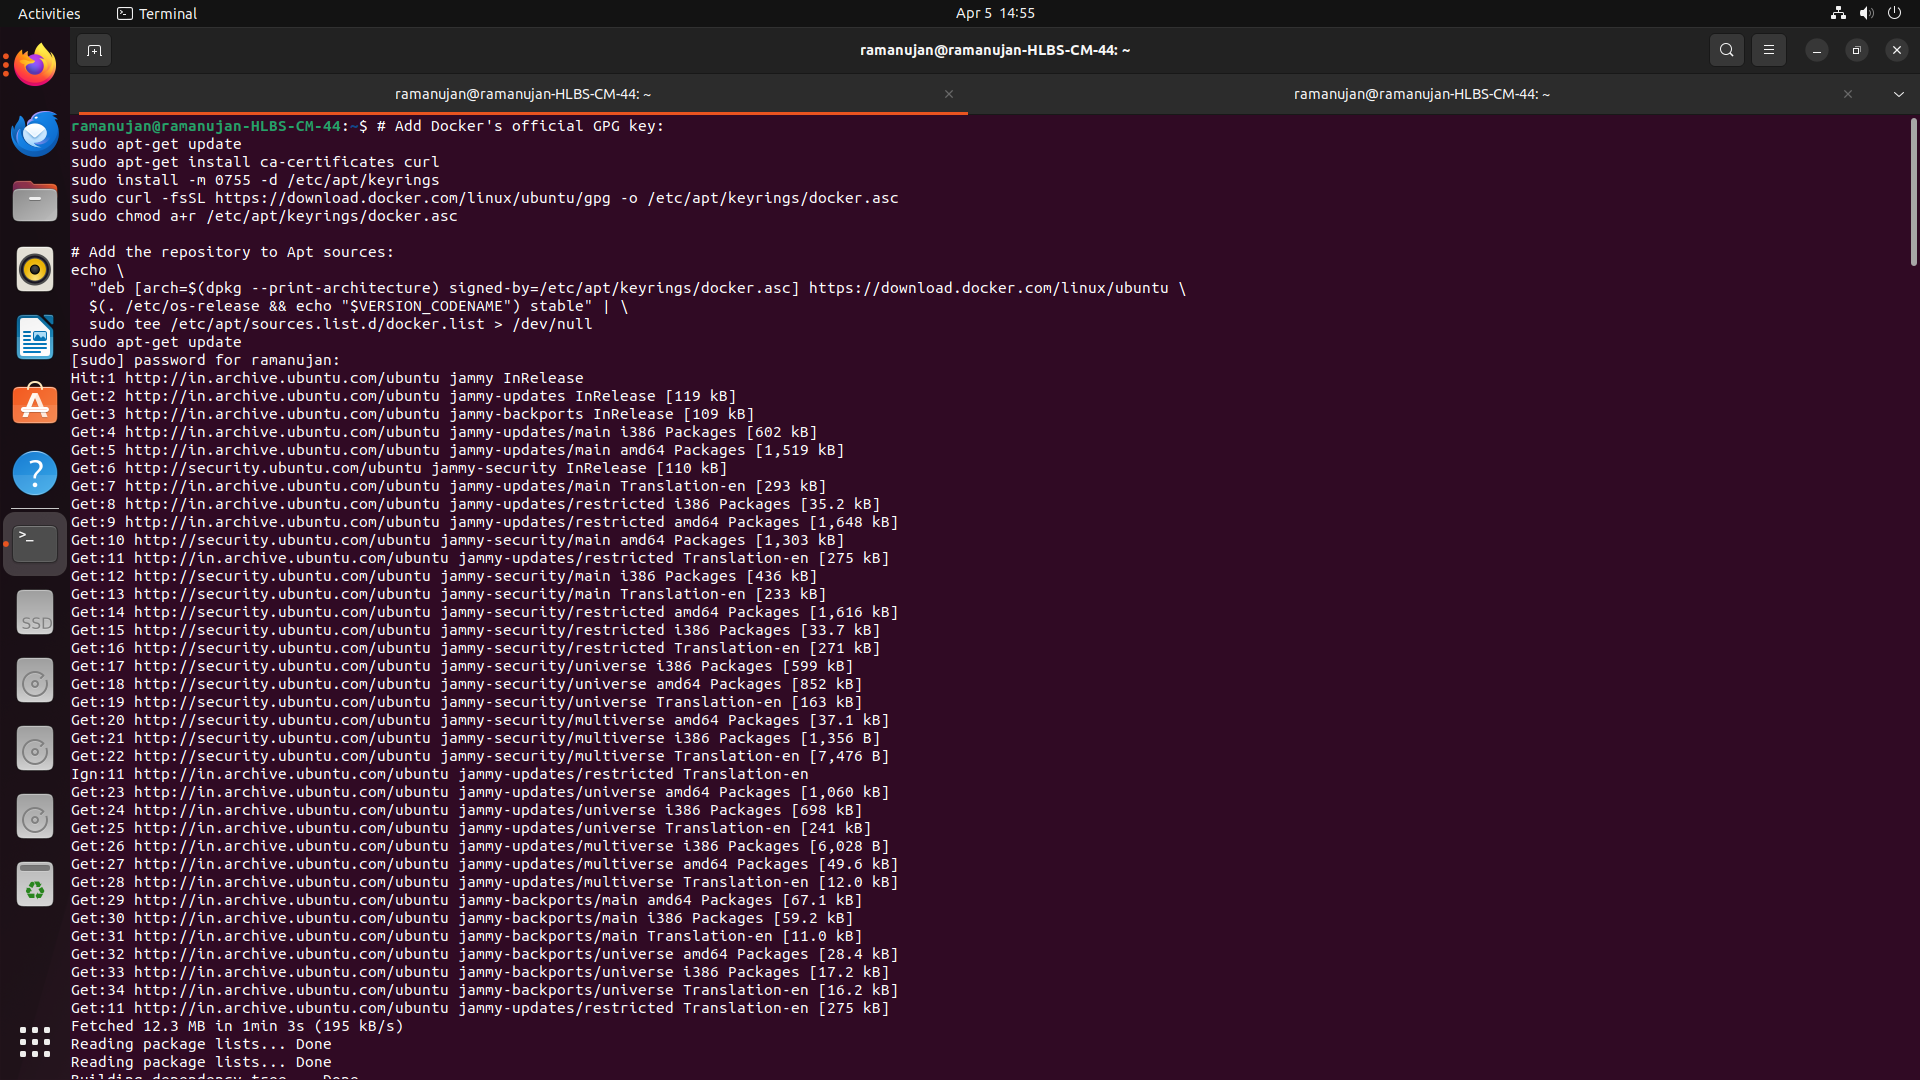 Activities
Terminal
Apr 5 14:55
ramanujan@ramanujan-HLBS-CM-44: ~
ramanujan@ramanujan-HLBS-CM-44: ~
ramanujan@ramanujan-HLBS-CM-44: ~
ramanujan@ramanujan-HLBS-CM-44:~$ # Add Docker's official GPG key:
sudo apt-get update
sudo apt-get install ca-certificates curl
sudo install -m 0755 -d /etc/apt/keyrings
sudo curl -fsSL https://download.docker.com/linux/ubuntu/gpg -o /etc/apt/keyrings/docker.asc
sudo chmod a+r /etc/apt/keyrings/docker.asc
# Add the repository to Apt sources:
echo \
"deb [arch=$(dpkg --print-architecture) signed-by=/etc/apt/keyrings/docker.asc] https://download.docker.com/linux/ubuntu \
$(. /etc/os-release && echo "$VERSION_CODENAME") stable" | \
sudo tee /etc/apt/sources.list.d/docker.list > /dev/null
sudo apt-get update
[sudo] password for ramanujan:
Hit:1 http://in.archive.ubuntu.com/ubuntu jammy InRelease
Get:2 http://in.archive.ubuntu.com/ubuntu jammy-updates InRelease [119 kB]
Get:3 http://in.archive.ubuntu.com/ubuntu jammy-backports InRelease [109 kB]
Get:4 http://in.archive.ubuntu.com/ubuntu jammy-updates/main i386 Packages [602 kB]
Get:5 http://in.archive.ubuntu.com/ubuntu jammy-updates/main amd64 Packages [1,519 kB]
Get:6 http://security.ubuntu.com/ubuntu jammy-security InRelease [110 kB]
Get:7 http://in.archive.ubuntu.com/ubuntu jammy-updates/main Translation-en [293 kB]
Get:8 http://in.archive.ubuntu.com/ubuntu jammy-updates/restricted i386 Packages [35.2 kB]
Get:9 http://in.archive.ubuntu.com/ubuntu jammy-updates/restricted amd64 Packages [1,648 kB]
Get:10 http://security.ubuntu.com/ubuntu jammy-security/main amd64 Packages [1,303 kB]
Get:11 http://in.archive.ubuntu.com/ubuntu jammy-updates/restricted Translation-en [275 kB]
Get:12 http://security.ubuntu.com/ubuntu jammy-security/main i386 Packages [436 kB]
Get:13 http://security.ubuntu.com/ubuntu jammy-security/main Translation-en [233 kB]
Get:14 http://security.ubuntu.com/ubuntu jammy-security/restricted amd64 Packages [1,616 kB]
Get:15 http://security.ubuntu.com/ubuntu jammy-security/restricted i386 Packages [33.7 kB]
Get:16 http://security.ubuntu.com/ubuntu jammy-security/restricted Translation-en [271 kB]
Get:17 http://security.ubuntu.com/ubuntu jammy-security/universe i386 Packages [599 kB]
Get:18 http://security.ubuntu.com/ubuntu jammy-security/universe amd64 Packages [852 kB]
Get:19 http://security.ubuntu.com/ubuntu jammy-security/universe Translation-en [163 kB]
Get:20 http://security.ubuntu.com/ubuntu jammy-security/multiverse amd64 Packages [37.1 kB]
Get:21 http://security.ubuntu.com/ubuntu jammy-security/multiverse i386 Packages [1,356 B]
Get:22 http://security.ubuntu.com/ubuntu jammy-security/multiverse Translation-en [7,476 B]
Ign:11 http://in.archive.ubuntu.com/ubuntu jammy-updates/restricted Translation-en
Get:23 http://in.archive.ubuntu.com/ubuntu jammy-updates/universe amd64 Packages [1,060 kB]
Get:24 http://in.archive.ubuntu.com/ubuntu jammy-updates/universe i386 Packages [698 kB]
Get:25 http://in.archive.ubuntu.com/ubuntu jammy-updates/universe Translation-en [241 kB]
Get:26 http://in.archive.ubuntu.com/ubuntu jammy-updates/multiverse i386 Packages [6,028 B]
Get:27 http://in.archive.ubuntu.com/ubuntu jammy-updates/multiverse amd64 Packages [49.6 kB]
Get:28 http://in.archive.ubuntu.com/ubuntu jammy-updates/multiverse Translation-en [12.0 kB]
Get:29 http://in.archive.ubuntu.com/ubuntu jammy-backports/main amd64 Packages [67.1 kB]
Get:30 http://in.archive.ubuntu.com/ubuntu jammy-backports/main i386 Packages [59.2 kB]
Get:31 http://in.archive.ubuntu.com/ubuntu jammy-backports/main Translation-en [11.0 kB]
Get:32 http://in.archive.ubuntu.com/ubuntu jammy-backports/universe amd64 Packages [28.4 kB]
Get:33 http://in.archive.ubuntu.com/ubuntu jammy-backports/universe i386 Packages [17.2 kB]
Get:34 http://in.archive.ubuntu.com/ubuntu jammy-backports/universe Translation-en [16.2 kB]
Get:11 http://in.archive.ubuntu.com/ubuntu jammy-updates/restricted Translation-en [275 kB]
Fetched 12.3 MB in 1min 3s (195 kB/s)
Reading package lists... Done
Reading package lists... Done
Building dependency tree... Done
SSD